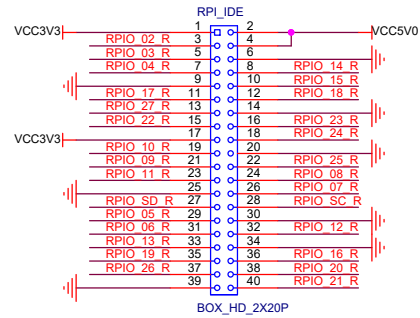 RPI_IDE
VCC3V3 1 2 VCC5V0
RPIO_02_R 3 4
RPIO_03_R 5 6
RPIO_04_R 7 8 RPIO_14_R
9 10 RPIO_15_R
RPIO_17_R 11 12 RPIO_18_R
RPIO_27_R 13 14
RPIO_22_R 15 16 RPIO_23_R
VCC3V3 17 18 RPIO_24_R
RPIO_10_R 19 20
RPIO_09_R 21 22 RPIO_25_R
RPIO_11_R 23 24 RPIO_08_R
25 26 RPIO_07_R
RPIO_SD_R 27 28 RPIO_SC_R
RPIO_05_R 29 30
RPIO_06_R 31 32 RPIO_12_R
RPIO_13_R 33 34
RPIO_19_R 35 36 RPIO_16_R
RPIO_26_R 37 38 RPIO_20_R
39 40 RPIO_21_R
BOX_HD_2X20P